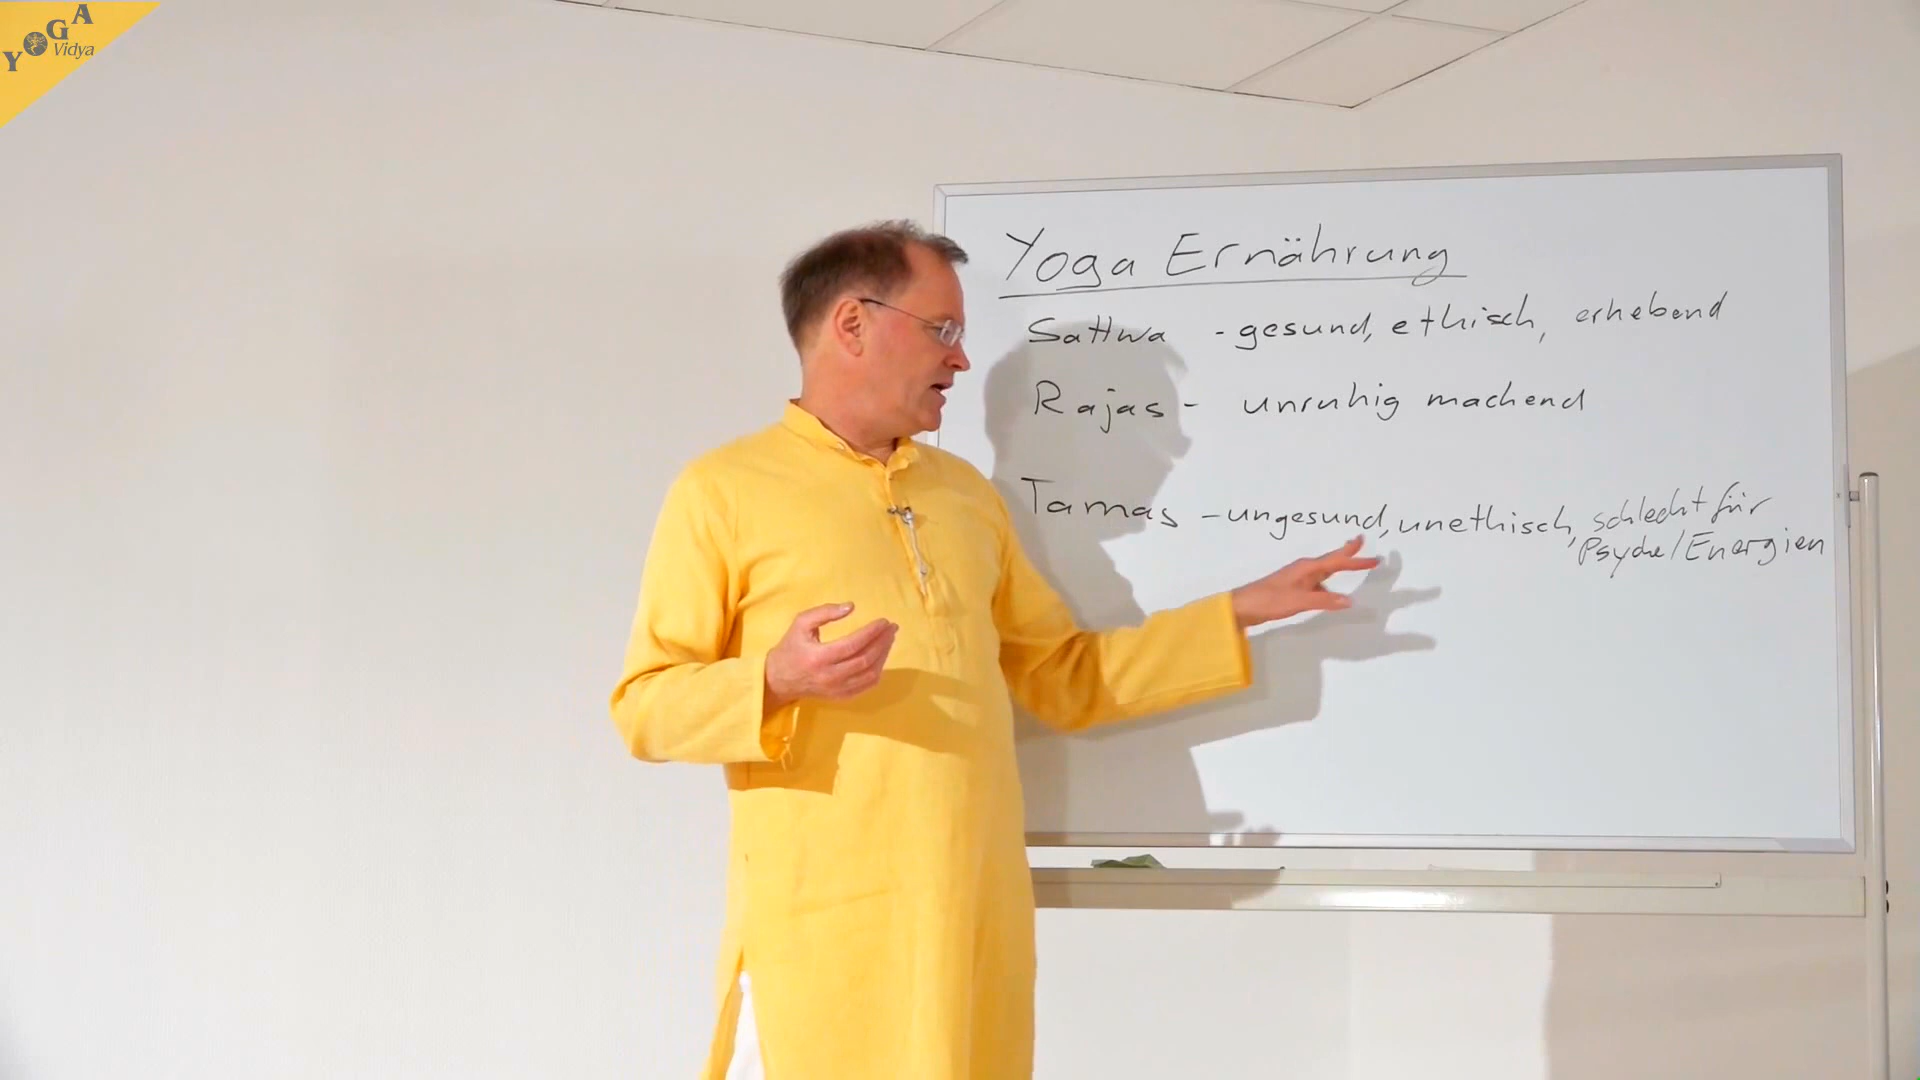 YOGA
Vidya
Yoga Ernährung
Sattwa - gesund, ethisch, erhebend
Rajas - unruhig machend
Tamas - ungesund, unethisch, schlecht für
Psyche/Energien